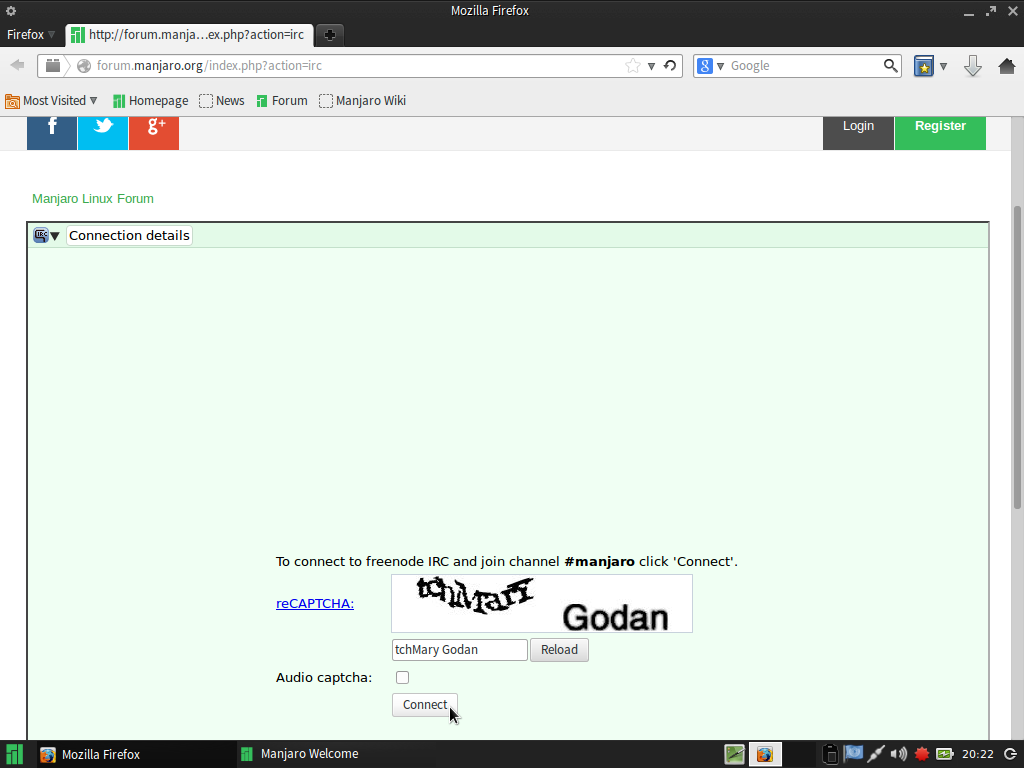 Manjaro Firefox
Firefox
http://forum.manja...ex.php?action=irc
forum.manjaro.org/index.php?action=irc
Google
Most Visited Homepage News Forum Manjaro Wiki
f g+ Login Register
Manjaro Linux Forum
IRC Connection details
To connect to freenode IRC and join channel #manjaro click 'Connect'.
reCAPTCHA:
Godan
tchMary Godan Reload
Audio captcha:
Connect
Mozilla Firefox Manjaro Welcome 20:22